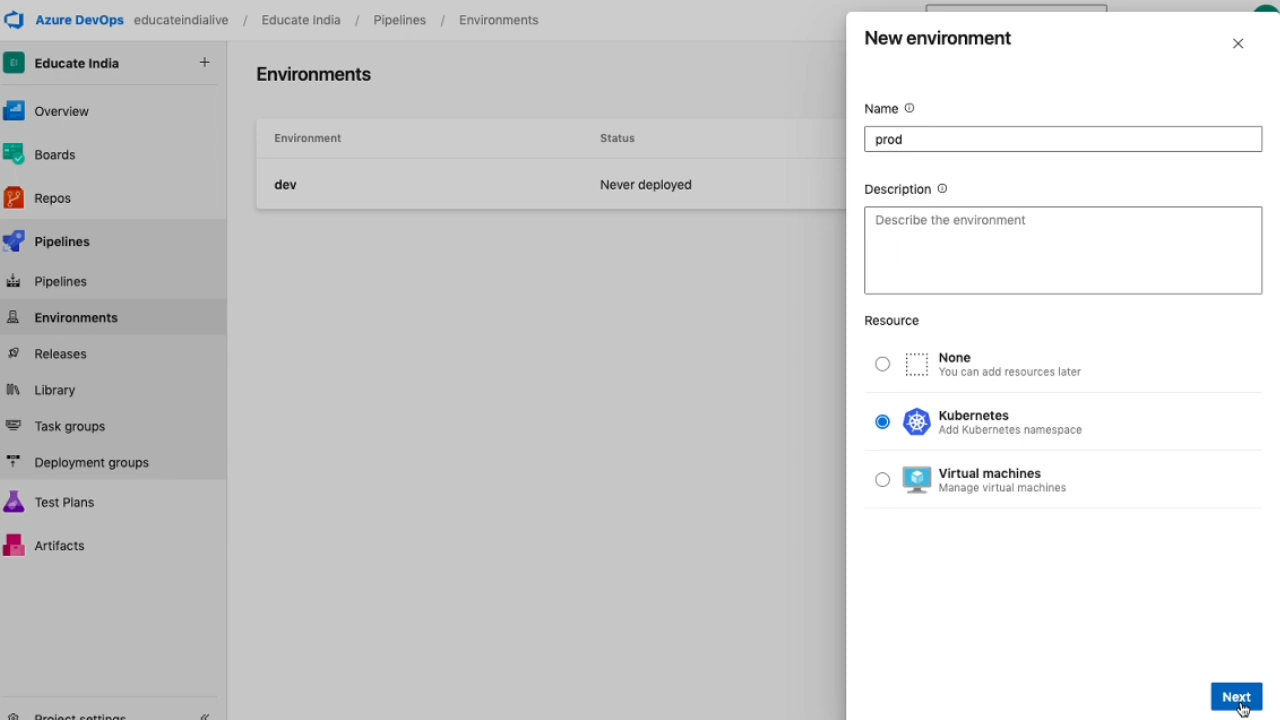 Azure DevOps educateindialive / Educate India / Pipelines / Environments
Educate India +
Overview
Boards
Repos
Pipelines
Pipelines
Environments
Releases
Library
Task groups
Deployment groups
Test Plans
Artifacts
Project settings
Environments
Environment Status
dev Never deployed
New environment
Name
prod
Description
Describe the environment
Resource
None
You can add resources later
Kubernetes
Add Kubernetes namespace
Virtual machines
Manage virtual machines
Next